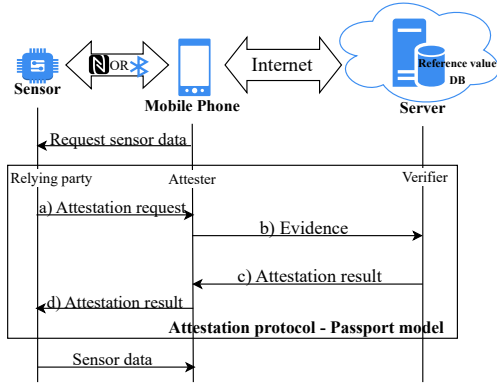 OR
Internet
Reference value
DB
Sensor
Mobile Phone
Server
Request sensor data
Relying party
Attester
Verifier
a) Attestation request
b) Evidence
c) Attestation result
d) Attestation result
Attestation protocol - Passport model
Sensor data